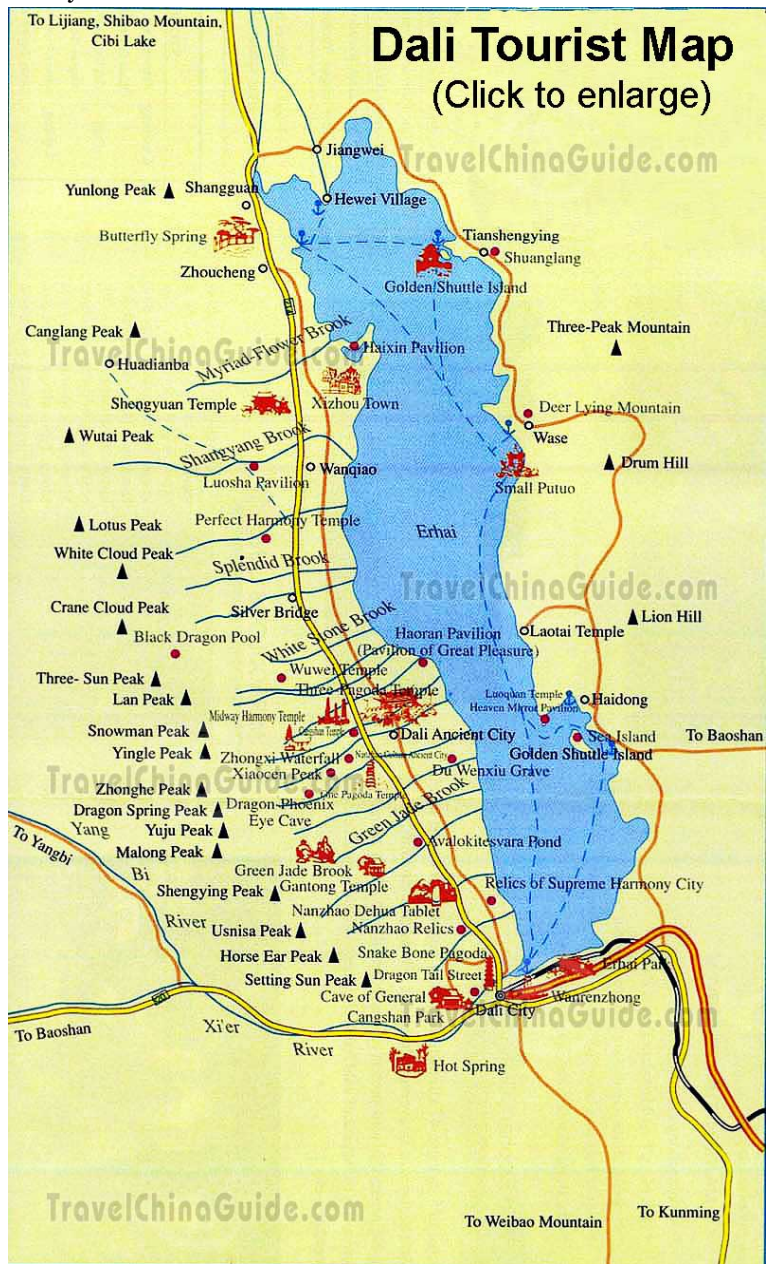 To Lijiang, Shibao Mountain,
Cibi Lake
Dali Tourist Map
(Click to enlarge)
Jiangwei
TravelChinaGuide.com
Yunlong Peak
Shangguan
Hewei Village
Butterfly Spring
Tianshengying
Shuanglang
Zhoucheng
Golden Shuttle Island
Canglang Peak
Three-Peak Mountain
TravelChinaGuide.com
Myriad-Flower Brook
Haixin Pavilion
Huadianba
Shengyuan Temple
Xizhou Town
Deer Lying Mountain
Wase
Wutai Peak
Shangyang Brook
Wanqiao
Drum Hill
Luosha Pavilion
Small Putuo
Lotus Peak
Perfect Harmony Temple
Erhai
White Cloud Peak
Splendid Brook
TravelChinaGuide.com
Crane Cloud Peak
Silver Bridge
Lion Hill
Black Dragon Pool
White Stone Brook
Haoran Pavilion
(Pavilion of Great Pleasure)
Laotai Temple
Three- Sun Peak
Wuwei Temple
Lan Peak
Three-Pagoda Temple
Luoquan Temple
Heaven Mirror Pavilion
Haidong
Midway Harmony Temple
Snowman Peak
Dali Ancient City
Sea Island
To Baoshan
Yingle Peak
Zhongxi Waterfall
Golden Shuttle Island
TravelChinaGuide.com
Xiaocen Peak
Du Wenxiu Grave
Zhonghe Peak
One Pagoda Temple
Dragon Spring Peak
Dragon-Phoenix
Eye Cave
Green Jade Brook
To Yangbi
Yang
Bi
River
Yuju Peak
Malong Peak
Avalokitesvara Pond
Green Jade Brook
Shengying Peak
Gantong Temple
Relics of Supreme Harmony City
Nanzhao Dehua Tablet
Usnisa Peak
Nanzhao Relics
Horse Ear Peak
Snake Bone Pagoda
Erhai Park
Setting Sun Peak
Dragon Tail Street
Cave of General
Wanrenzhong
Dali City
Cangshan Park
TravelChinaGuide.com
To Baoshan
Xi'er
River
Hot Spring
TravelChinaGuide.com
To Weibao Mountain
To Kunming